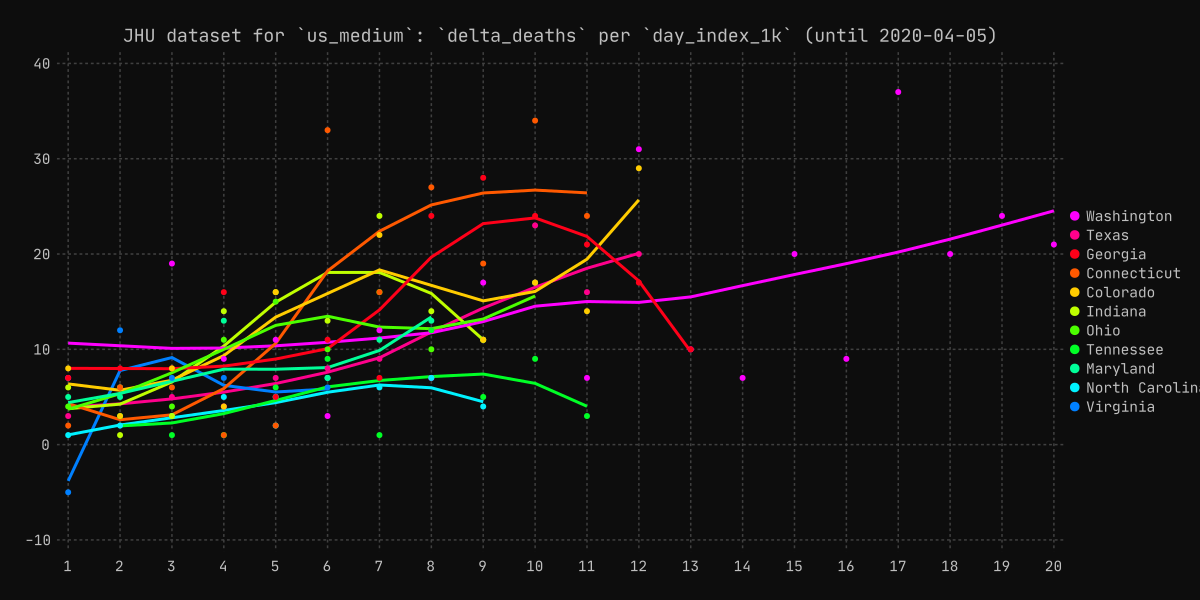 JHU dataset for `us_medium`: `delta_deaths` per `day_index_1k` (until 2020-04-05)
40
30
20
10
0
-10
1 2 3 4 5 6 7 8 9 10 11 12 13 14 15 16 17 18 19 20
Washington
Texas
Georgia
Connecticut
Colorado
Indiana
Ohio
Tennessee
Maryland
North Carolina
Virginia